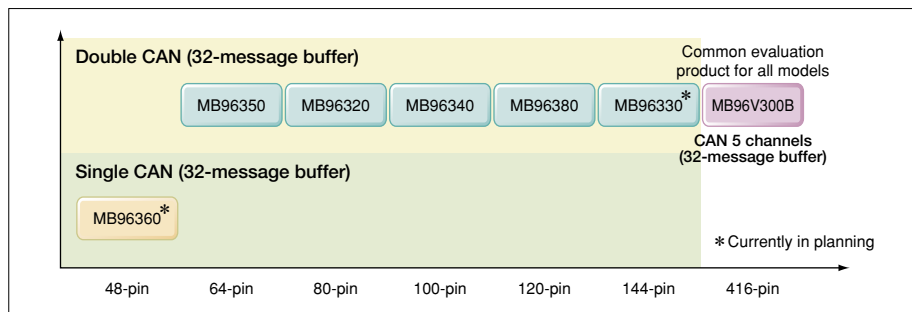 Double CAN (32-message buffer)
Common evaluation
product for all models
MB96350
MB96320
MB96340
MB96380
MB96330*
MB96V300B
CAN 5 channels
(32-message buffer)
Single CAN (32-message buffer)
MB96360*
* Currently in planning
48-pin
64-pin
80-pin
100-pin
120-pin
144-pin
416-pin